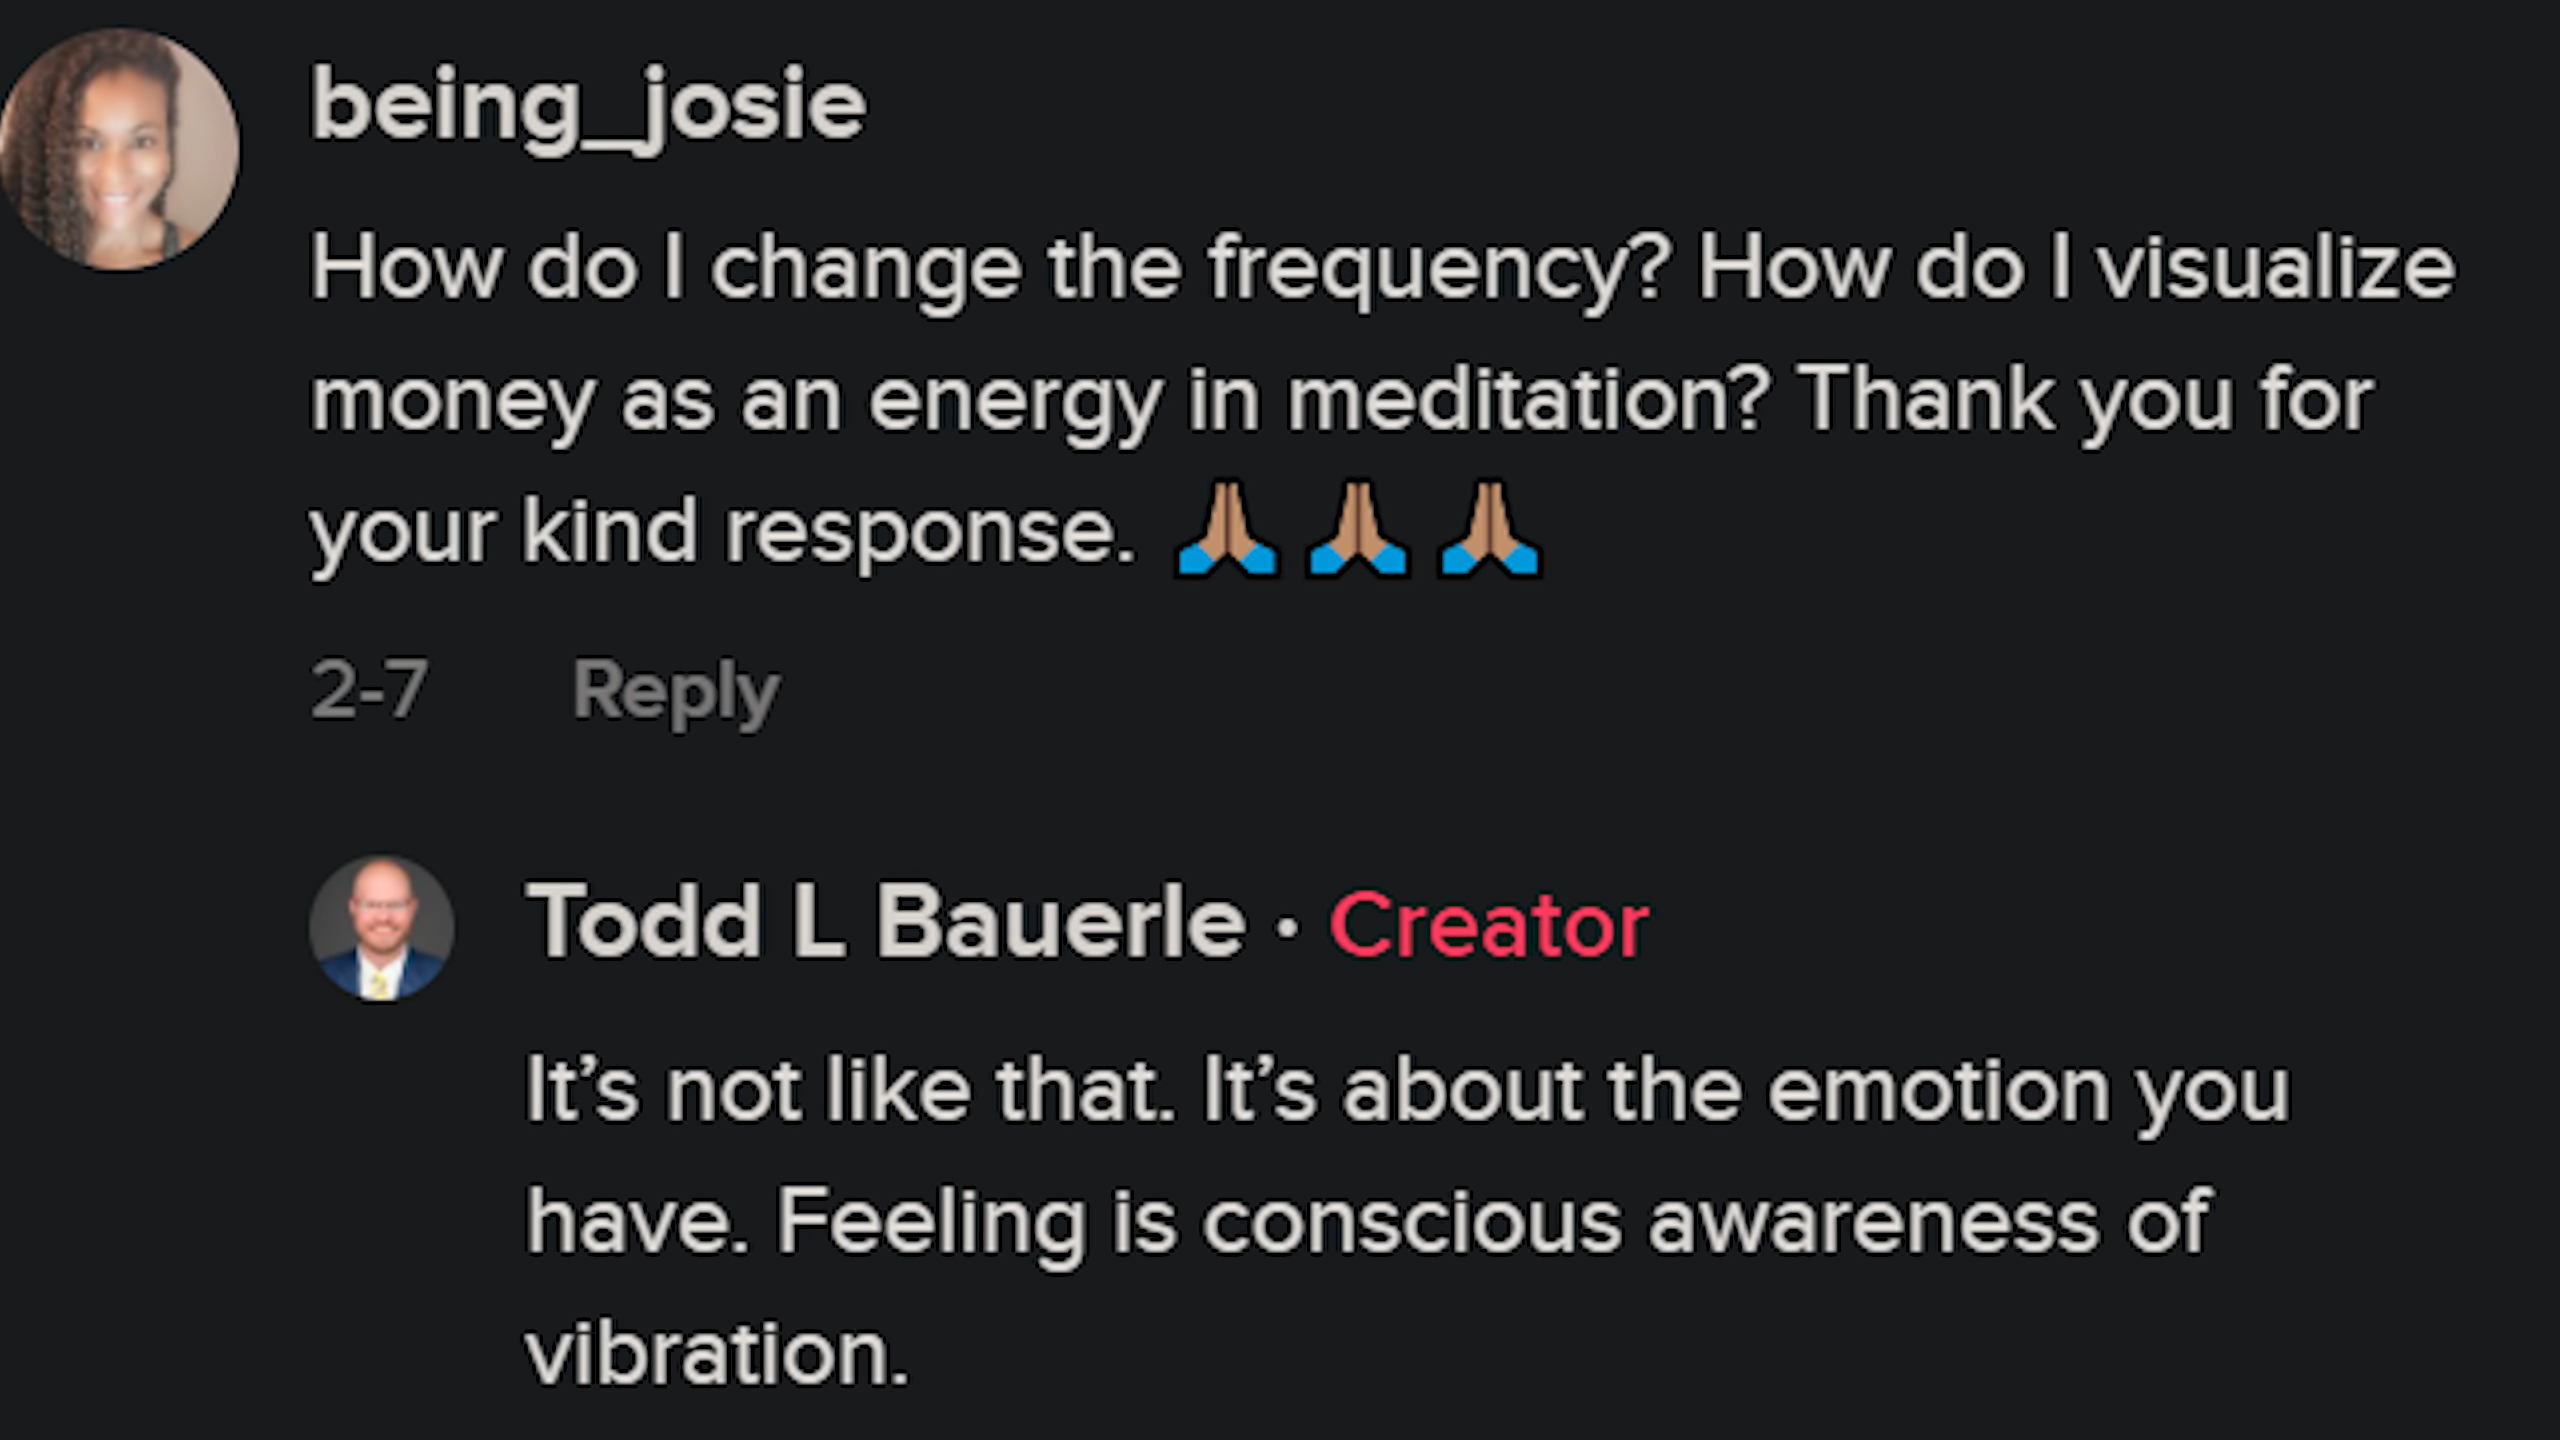 being_josie
How do I change the frequency? How do I visualize
money as an energy in meditation? Thank you for
your kind response. 🙏🏽🙏🏽🙏🏽
2-7 Reply
Todd L Bauerle · Creator
It’s not like that. It’s about the emotion you
have. Feeling is conscious awareness of
vibration.